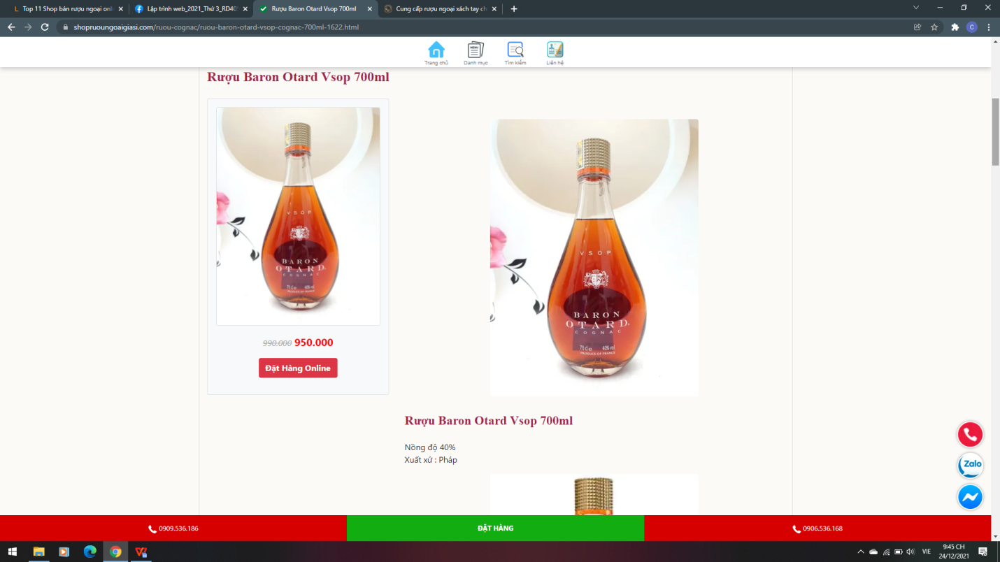 Top 11 Shop bán rượu ngoại onli
Lập trình web_2021_Thứ 3_RD405
Rượu Baron Otard Vsop 700ml
Cung cấp rượu ngoại xách tay ch
shopruoungoaigiasi.com/ruou-cognac/ruou-baron-otard-vsop-cognac-700ml-1622.html
C
MENU
Trang chủ
Danh mục
Tìm kiếm
Liên hệ
Rượu Baron Otard Vsop 700ml
VSOP
BARON
OTARD
COGNAC
70 cl e 40% vol
PRODUCE OF FRANCE
990.000 950.000
Đặt Hàng Online
VSOP
BARON
OTARD
COGNAC
70 cl e 40% vol
PRODUCE OF FRANCE
Rượu Baron Otard Vsop 700ml
Nồng độ 40%
Xuất xứ : Pháp
Zalo
0909.536.186
ĐẶT HÀNG
0906.536.168
VIE
9:45 CH
24/12/2021